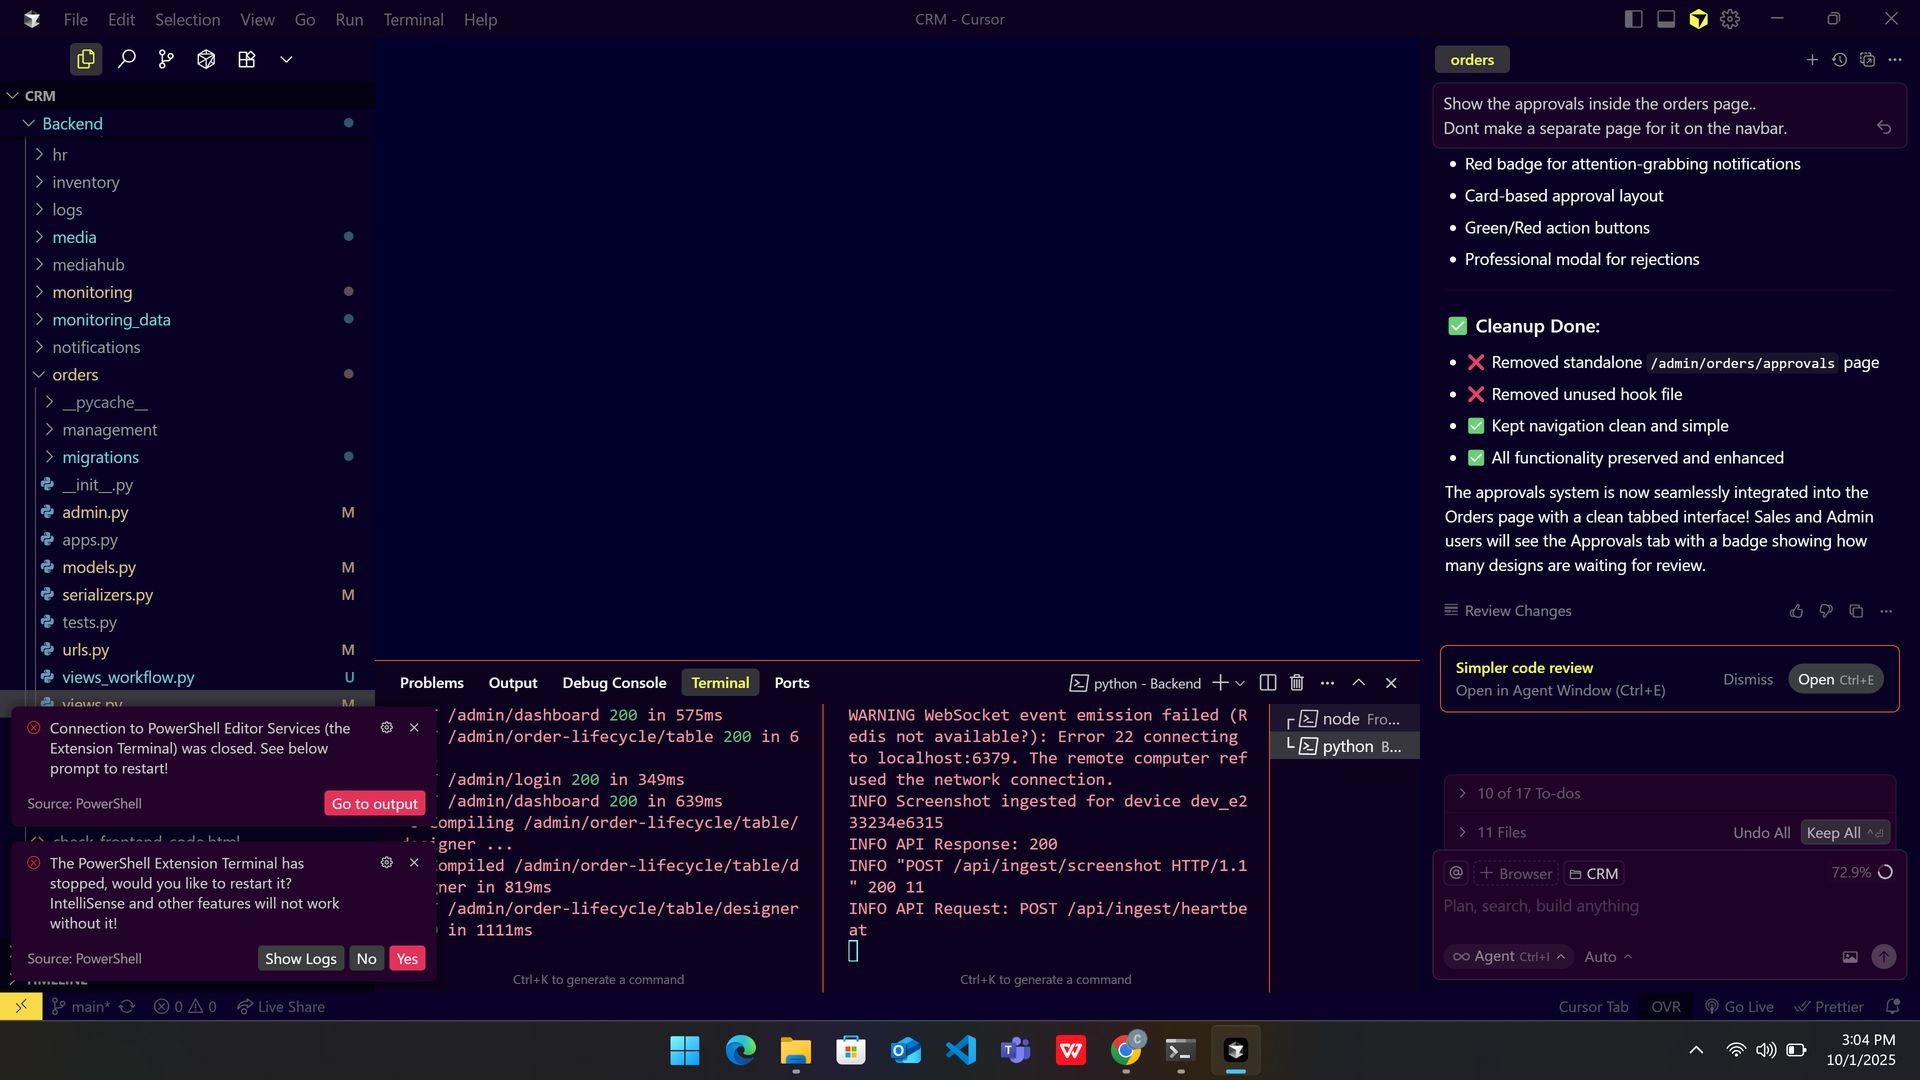 File Edit Selection View Go Run Terminal Help
CRM - Cursor
CRM
Backend
hr
inventory
logs
media
mediahub
monitoring
monitoring_data
notifications
orders
__pycache__
management
migrations
__init__.py
admin.py M
apps.py
models.py M
serializers.py M
tests.py
urls.py M
views_workflow.py U
views.py M
Connection to PowerShell Editor Services (the
Extension Terminal) was closed. See below
prompt to restart!
Source: PowerShell
Go to output
check_frontend_code.html
The PowerShell Extension Terminal has
stopped, would you like to restart it?
IntelliSense and other features will not work
without it!
Source: PowerShell
Show Logs No Yes
TIMELINE
Problems Output Debug Console Terminal Ports
python - Backend
/admin/dashboard 200 in 575ms
/admin/order-lifecycle/table 200 in 6
/admin/login 200 in 349ms
/admin/dashboard 200 in 639ms
Compiling /admin/order-lifecycle/table/
designer ...
Compiled /admin/order-lifecycle/table/d
gner in 819ms
/admin/order-lifecycle/table/designer
in 1111ms
Ctrl+K to generate a command
WARNING WebSocket event emission failed (R
edis not available?): Error 22 connecting
to localhost:6379. The remote computer ref
used the network connection.
INFO Screenshot ingested for device dev_e2
33234e6315
INFO API Response: 200
INFO "POST /api/ingest/screenshot HTTP/1.1
" 200 11
INFO API Request: POST /api/ingest/heartbe
at
Ctrl+K to generate a command
node Fro...
python B...
orders
Show the approvals inside the orders page..
Dont make a separate page for it on the navbar.
• Red badge for attention-grabbing notifications
• Card-based approval layout
• Green/Red action buttons
• Professional modal for rejections
✅ Cleanup Done:
• ❌ Removed standalone /admin/orders/approvals page
• ❌ Removed unused hook file
• ✅ Kept navigation clean and simple
• ✅ All functionality preserved and enhanced
The approvals system is now seamlessly integrated into the
Orders page with a clean tabbed interface! Sales and Admin
users will see the Approvals tab with a badge showing how
many designs are waiting for review.
Review Changes
Simpler code review
Open in Agent Window (Ctrl+E)
Dismiss Open Ctrl+E
10 of 17 To-dos
11 Files Undo All Keep All
@ Browser CRM 72.9%
Plan, search, build anything
Agent Ctrl+I Auto
main* 0 0 Live Share
Cursor Tab OVR Go Live Prettier
3:04 PM
10/1/2025